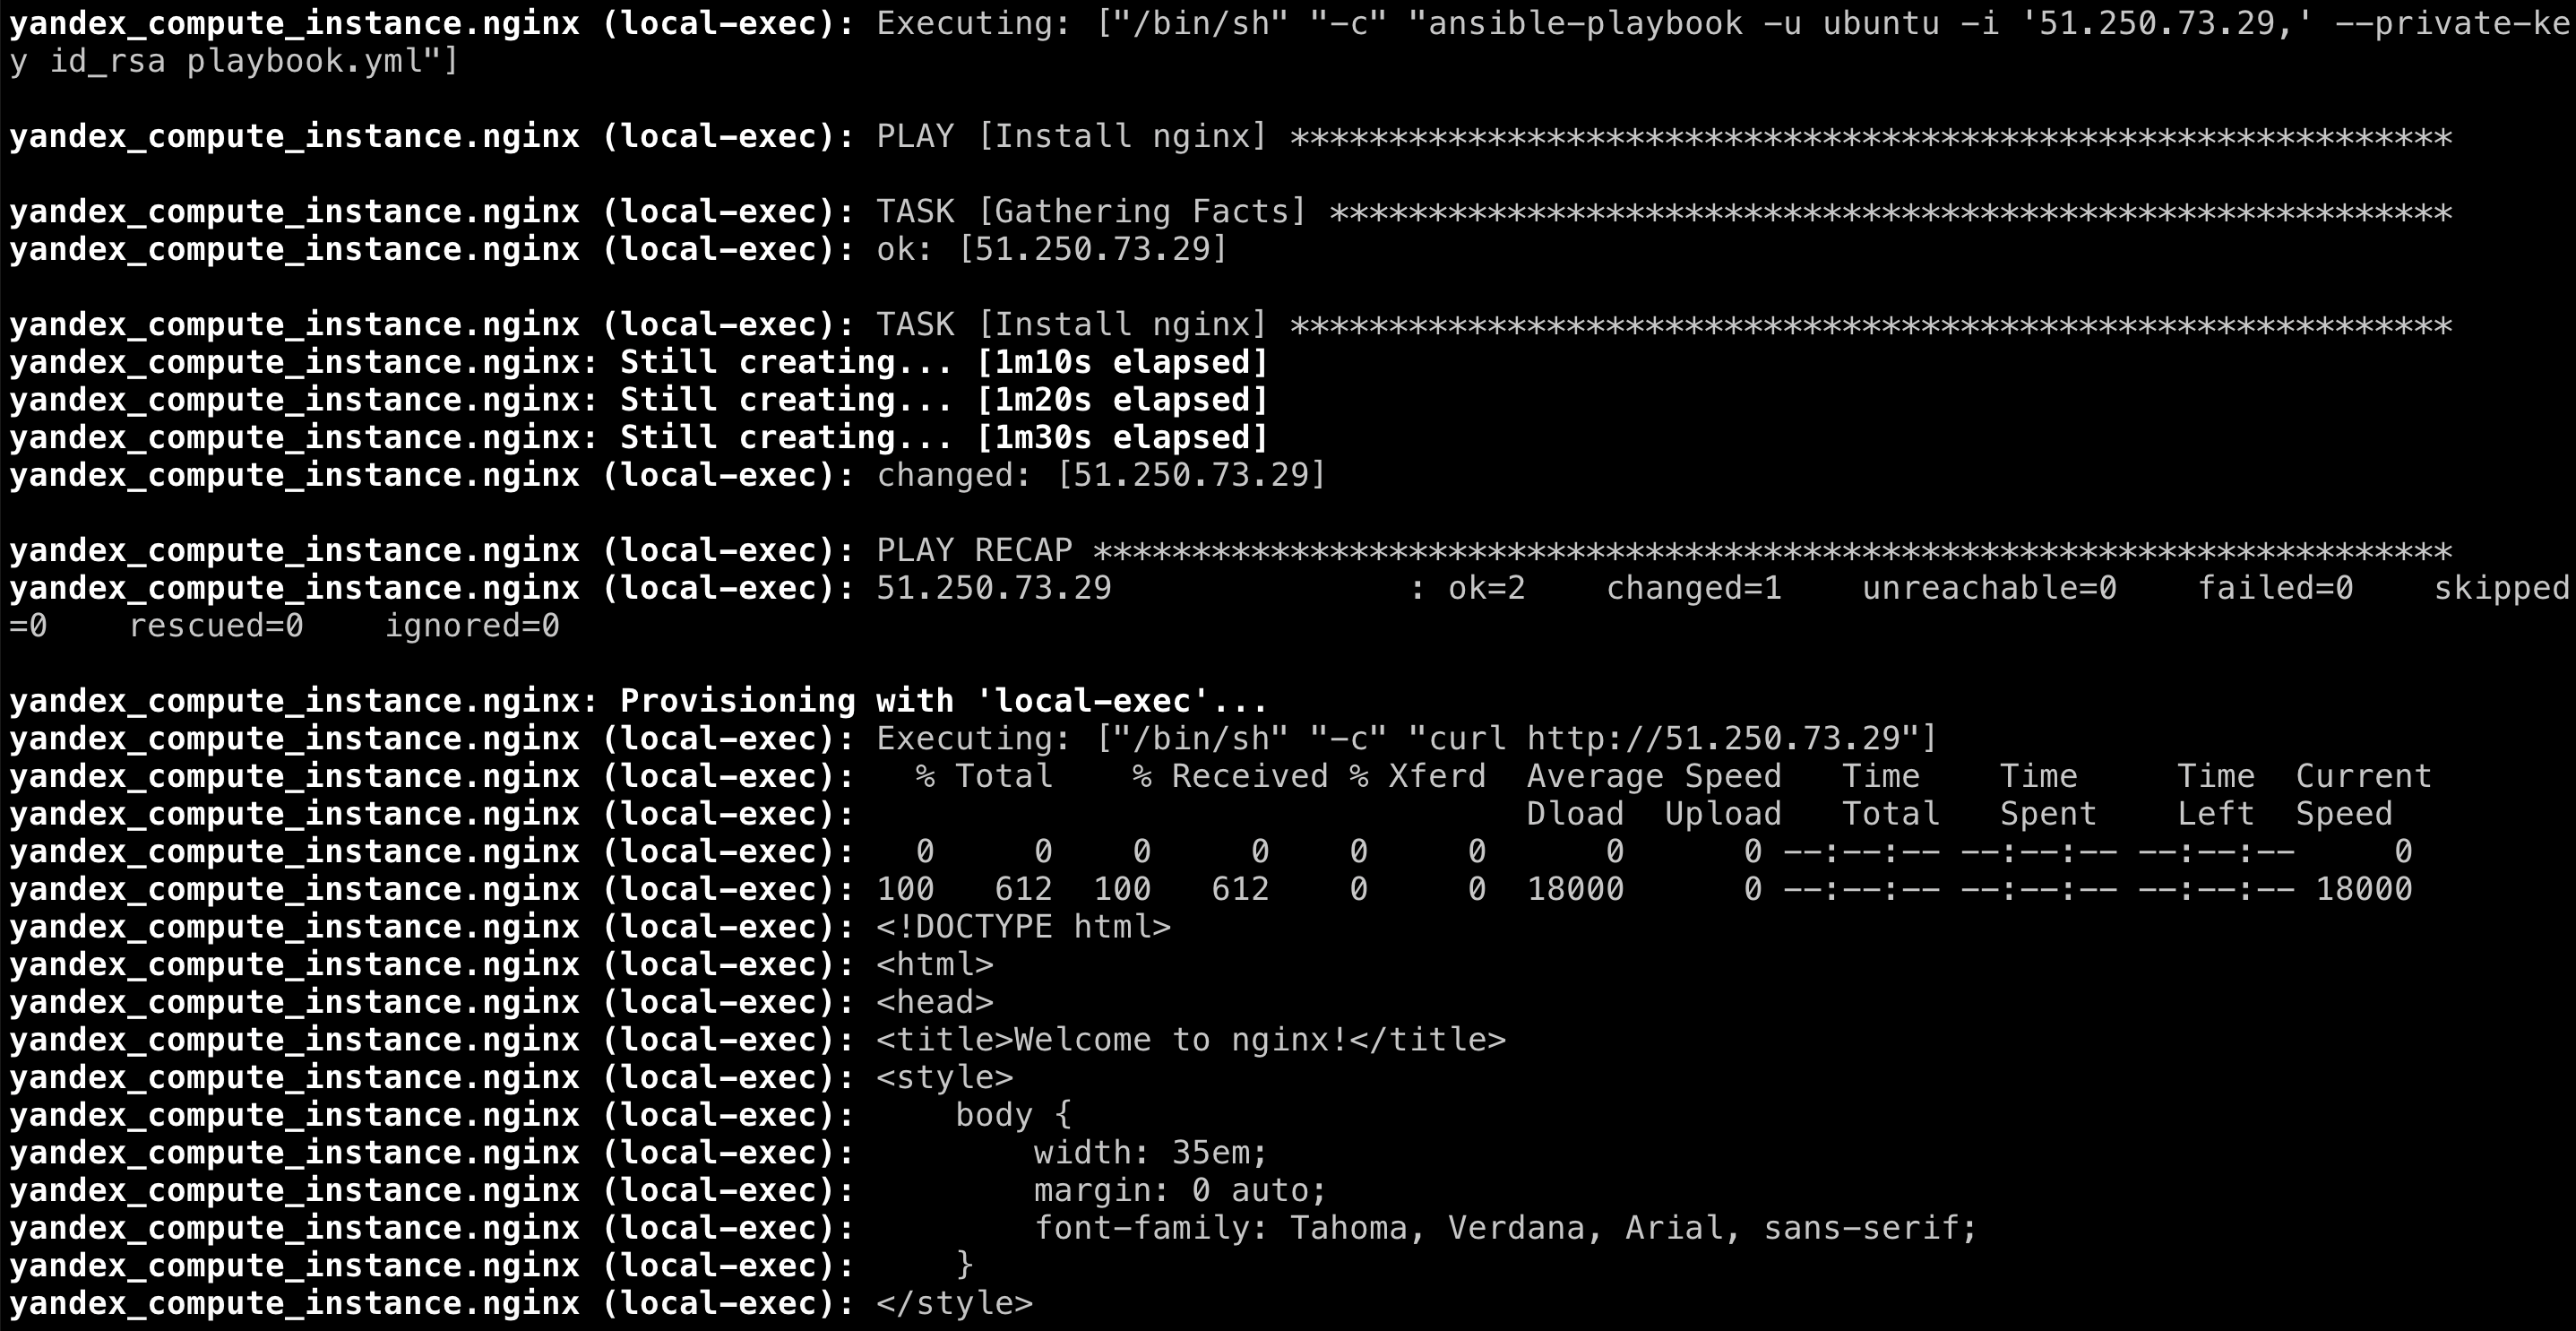 yandex_compute_instance.nginx (local-exec): Executing: ["/bin/sh" "-c" "ansible-playbook -u ubuntu -i '51.250.73.29,' --private-ke
y id_rsa playbook.yml"]
yandex_compute_instance.nginx (local-exec): PLAY [Install nginx] ***********************************************************
yandex_compute_instance.nginx (local-exec): TASK [Gathering Facts] *********************************************************
yandex_compute_instance.nginx (local-exec): ok: [51.250.73.29]
yandex_compute_instance.nginx (local-exec): TASK [Install nginx] ***********************************************************
yandex_compute_instance.nginx: Still creating... [1m10s elapsed]
yandex_compute_instance.nginx: Still creating... [1m20s elapsed]
yandex_compute_instance.nginx: Still creating... [1m30s elapsed]
yandex_compute_instance.nginx (local-exec): changed: [51.250.73.29]
yandex_compute_instance.nginx (local-exec): PLAY RECAP *********************************************************************
yandex_compute_instance.nginx (local-exec): 51.250.73.29               : ok=2    changed=1    unreachable=0    failed=0    skipped
=0    rescued=0    ignored=0
yandex_compute_instance.nginx: Provisioning with 'local-exec'...
yandex_compute_instance.nginx (local-exec): Executing: ["/bin/sh" "-c" "curl http://51.250.73.29"]
yandex_compute_instance.nginx (local-exec):   % Total    % Received % Xferd  Average Speed   Time    Time     Time  Current
yandex_compute_instance.nginx (local-exec):                                  Dload  Upload   Total   Spent    Left  Speed
yandex_compute_instance.nginx (local-exec):   0     0    0     0    0     0      0      0 --:--:-- --:--:-- --:--:--     0
yandex_compute_instance.nginx (local-exec): 100   612  100   612    0     0  18000      0 --:--:-- --:--:-- --:--:-- 18000
yandex_compute_instance.nginx (local-exec): <!DOCTYPE html>
yandex_compute_instance.nginx (local-exec): <html>
yandex_compute_instance.nginx (local-exec): <head>
yandex_compute_instance.nginx (local-exec): <title>Welcome to nginx!</title>
yandex_compute_instance.nginx (local-exec): <style>
yandex_compute_instance.nginx (local-exec):     body {
yandex_compute_instance.nginx (local-exec):         width: 35em;
yandex_compute_instance.nginx (local-exec):         margin: 0 auto;
yandex_compute_instance.nginx (local-exec):         font-family: Tahoma, Verdana, Arial, sans-serif;
yandex_compute_instance.nginx (local-exec):     }
yandex_compute_instance.nginx (local-exec): </style>